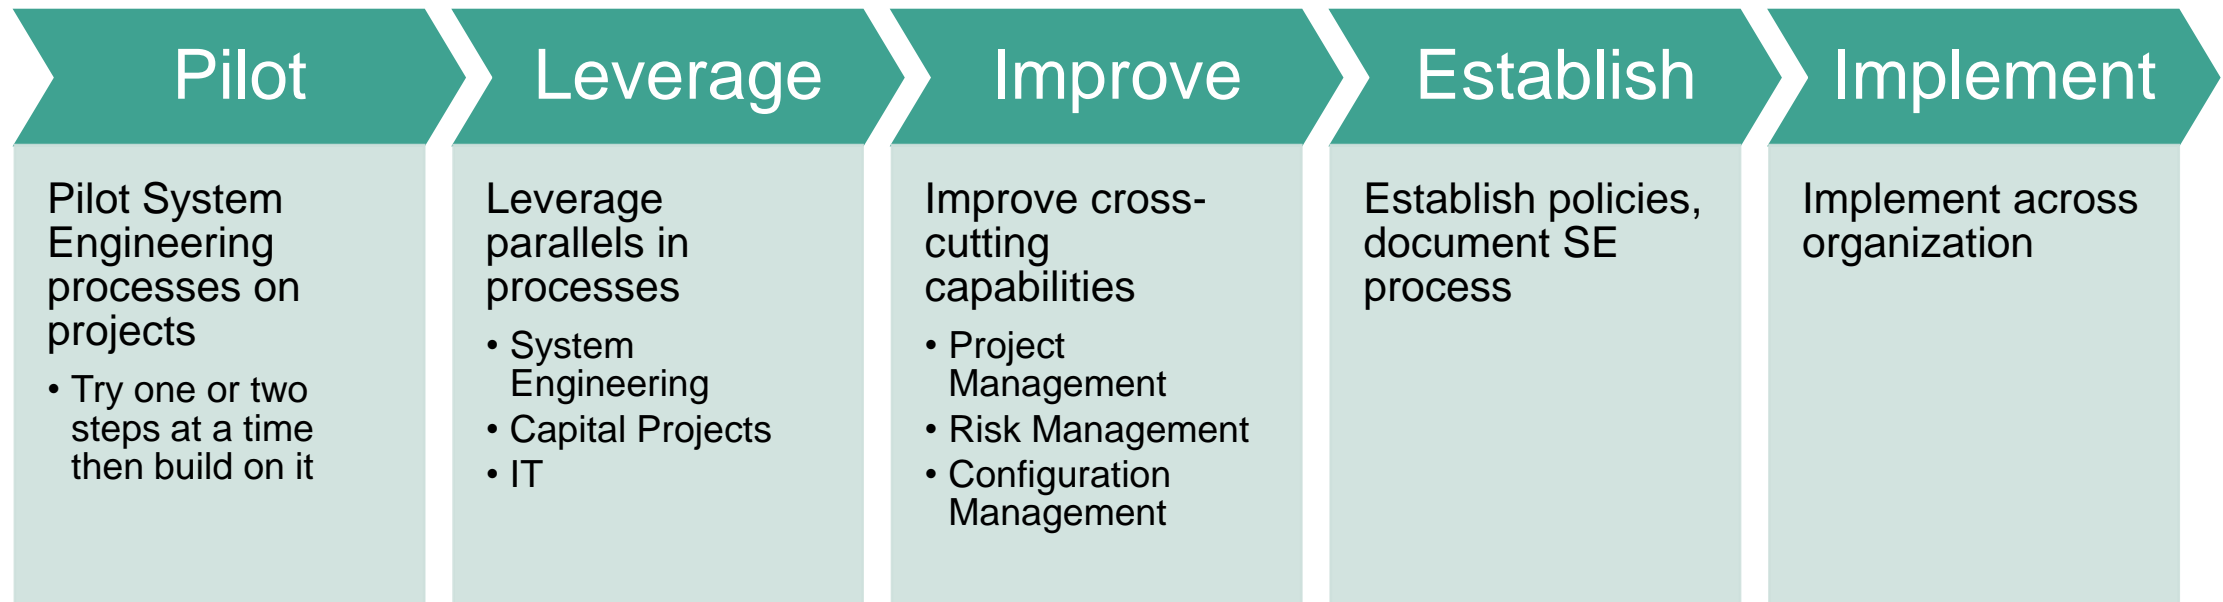 Pilot
Pilot System
Engineering
processes on
projects
• Try one or two
steps at a time
then build on it
Leverage
Leverage
parallels in
processes
• System
Engineering
• Capital Projects
• IT
Improve
Improve cross-
cutting
capabilities
• Project
Management
• Risk Management
• Configuration
Management
Establish
Establish policies,
document SE
process
Implement
Implement across
organization